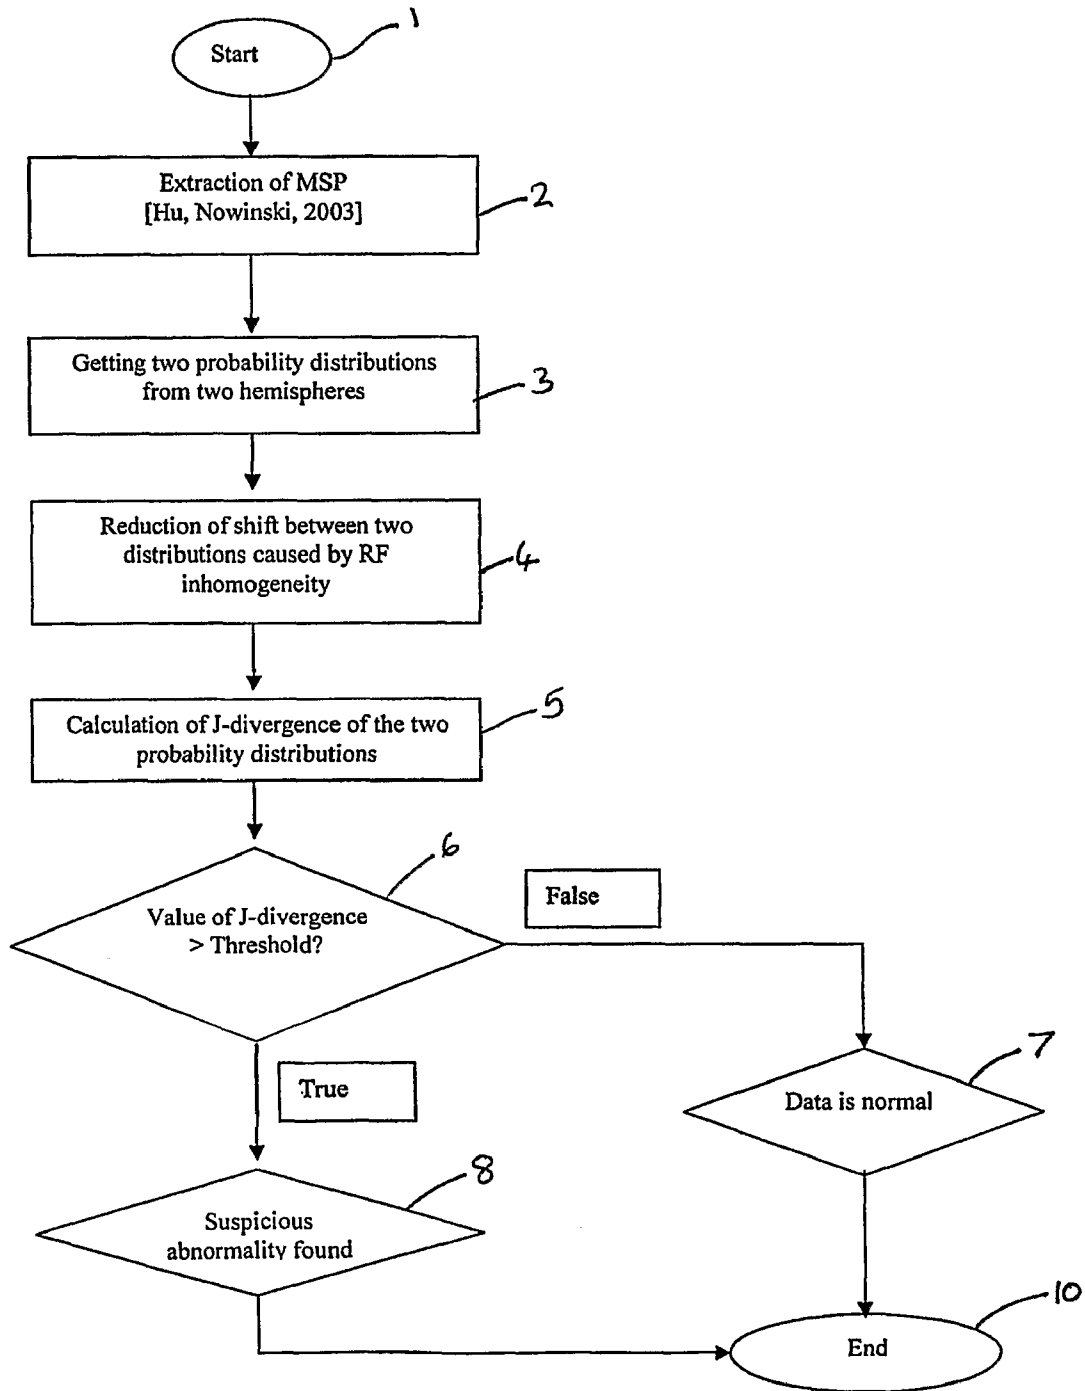 1
Start
Extraction of MSP
[Hu, Nowinski, 2003]
2
Getting two probability distributions
from two hemispheres
3
Reduction of shift between two
distributions caused by RF
inhomogeneity
4
Calculation of J-divergence of the two
probability distributions
5
6
Value of J-divergence
> Threshold?
False
True
7
Data is normal
8
Suspicious
abnormality found
10
End